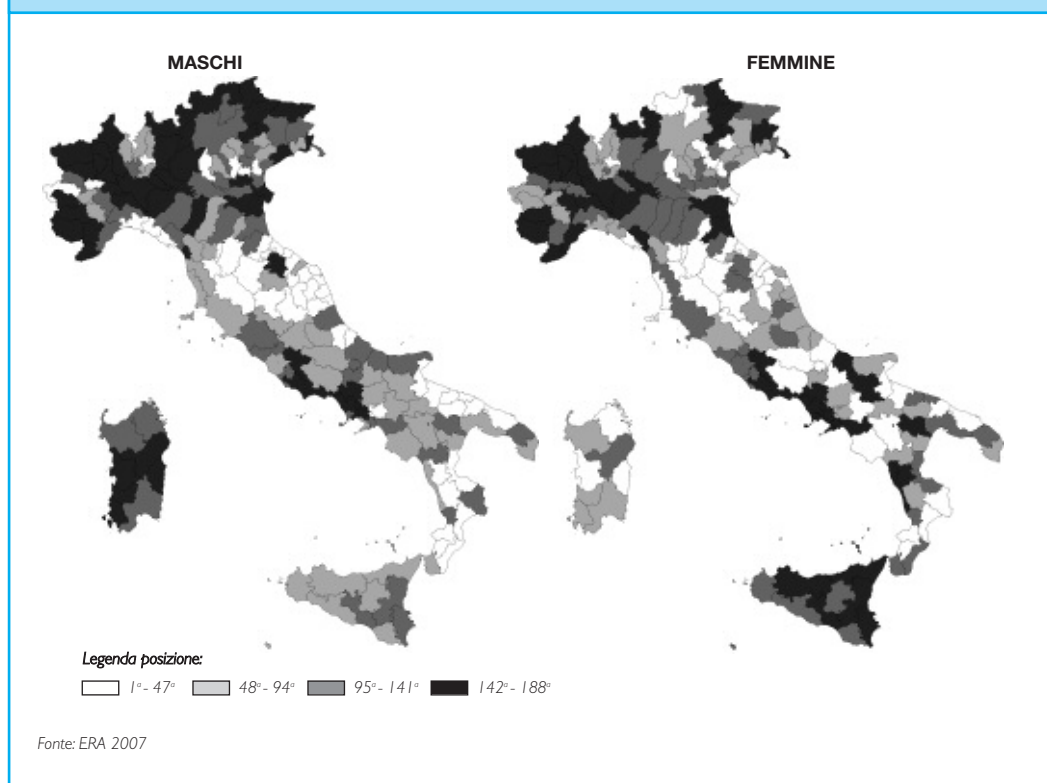 MASCHI
FEMMINE
Legenda posizione:
1ª - 47ª 48ª - 94ª 95ª - 141ª 142ª - 188ª
Fonte: ERA 2007